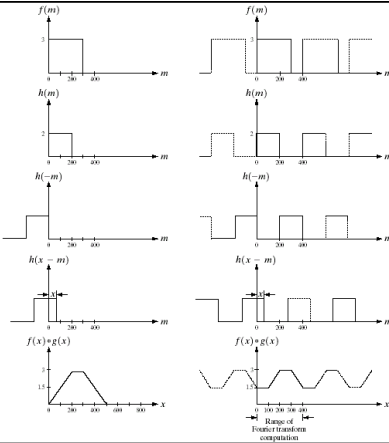 f(m)
3
0 200 400
m
f(m)
3
0 200 400
m
h(m)
2
0 200 400
m
h(m)
2
0 200 400
m
h(−m)
0 200 400
m
h(−m)
0 200 400
m
h(x − m)
x
0 200 400
m
h(x − m)
x
0 200 400
m
f(x)•g(x)
3
1.5
0 200 400 600 800
x
f(x)•g(x)
3
1.5
0 100 200 300 400
x
Range of
Fourier transform
computation